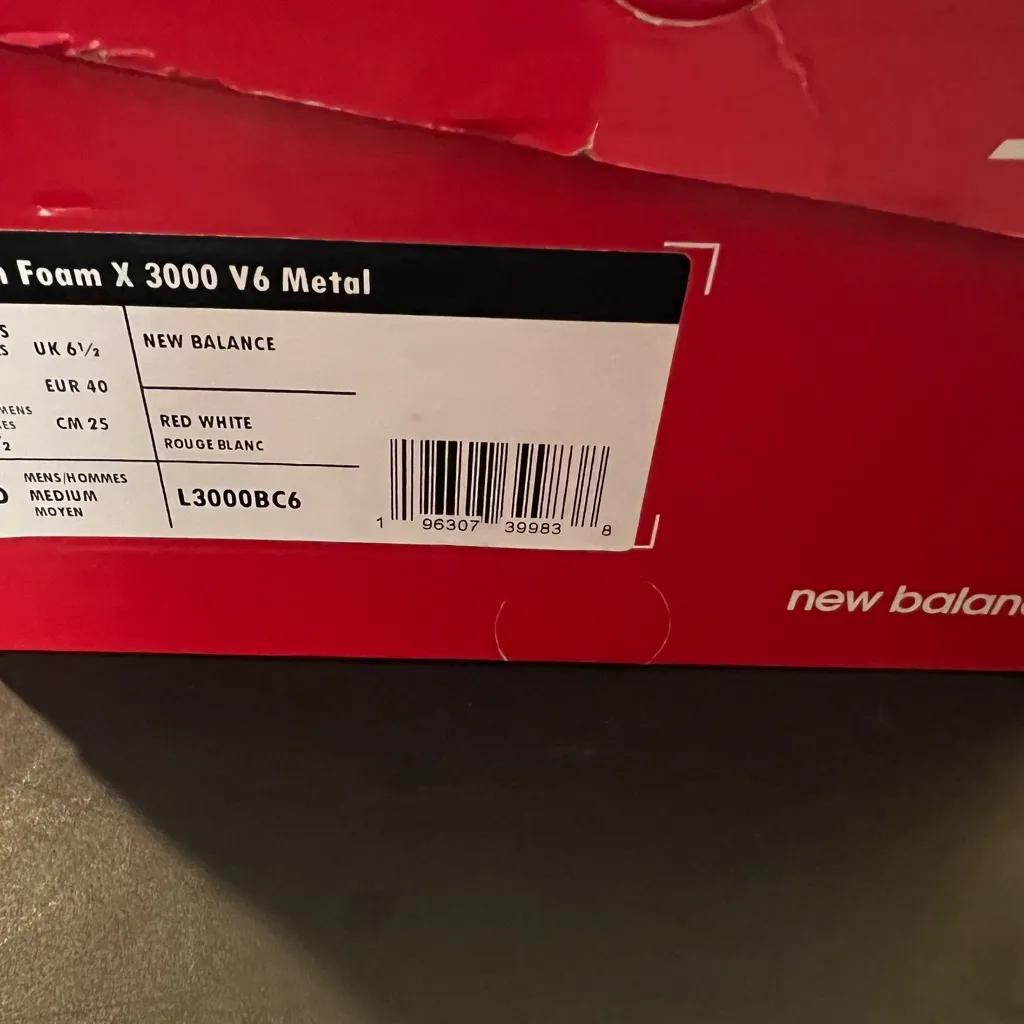 Foam X 3000 V6 Metal
UK 6½
EUR 40
CM 25
NEW BALANCE
RED WHITE
ROUGE BLANC
MENS/HOMMES
MEDIUM
MOYEN
L3000BC6
1 96307 39983 8
new balan